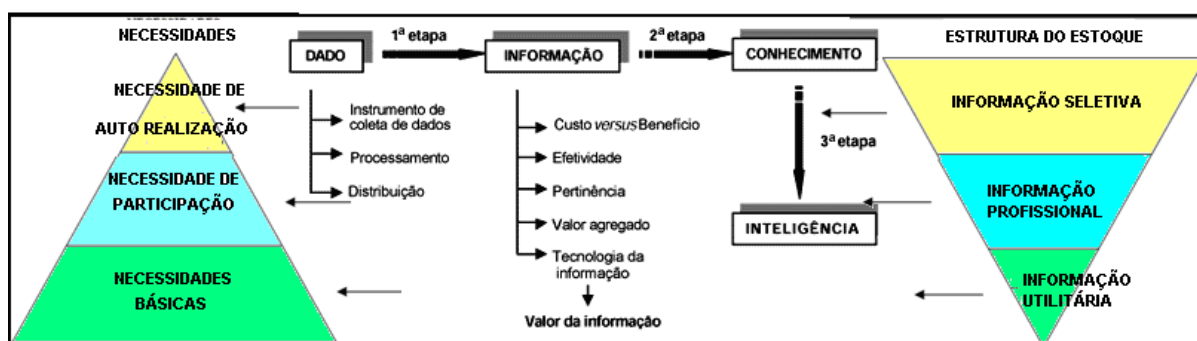 NECESSIDADES
NECESSIDADE DE
AUTO REALIZAÇÃO
NECESSIDADE DE
PARTICIPAÇÃO
NECESSIDADES
BÁSICAS
DADO
1ª etapa
INFORMAÇÃO
2ª etapa
CONHECIMENTO
Instrumento de
coleta de dados
Processamento
Distribuição
Custo versus Benefício
Efetividade
Pertinência
Valor agregado
Tecnologia da
informação
Valor da informação
3ª etapa
INTELIGÊNCIA
ESTRUTURA DO ESTOQUE
INFORMAÇÃO SELETIVA
INFORMAÇÃO
PROFISSIONAL
INFORMAÇÃO
UTILITÁRIA